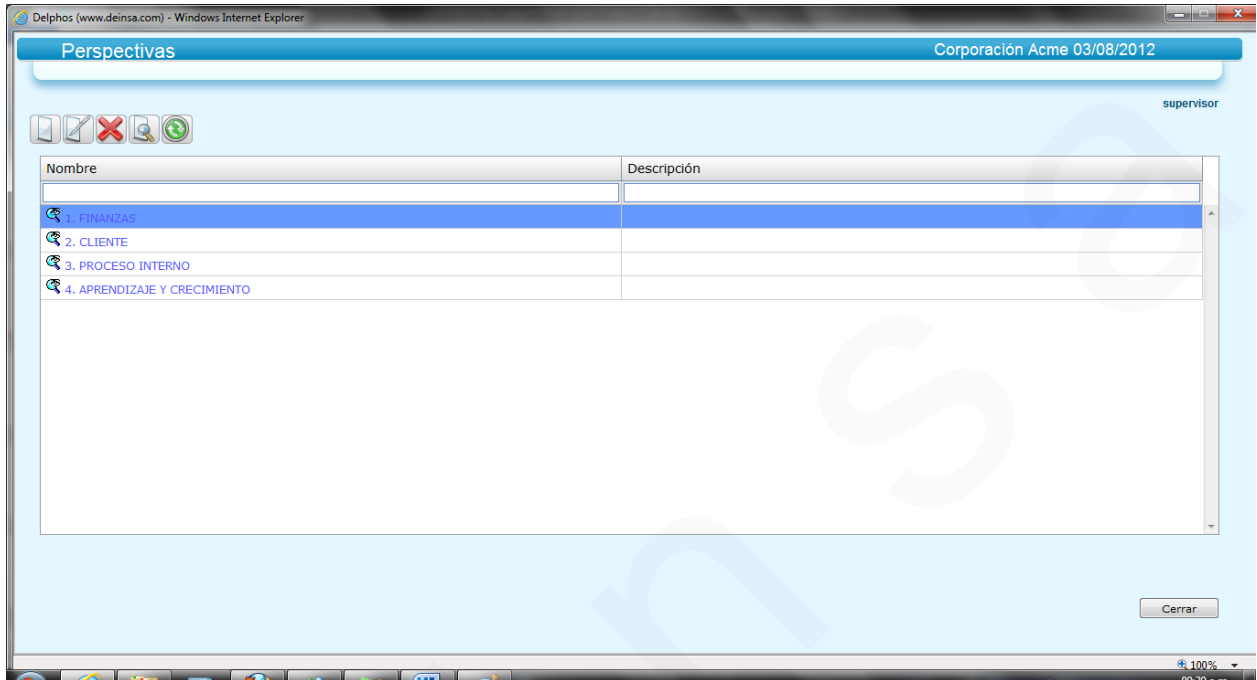 Delphos (www.deinsa.com) - Windows Internet Explorer
Perspectivas
Corporación Acme 03/08/2012
supervisor
Nombre
Descripción
1. FINANZAS
2. CLIENTE
3. PROCESO INTERNO
4. APRENDIZAJE Y CRECIMIENTO
Cerrar
100%